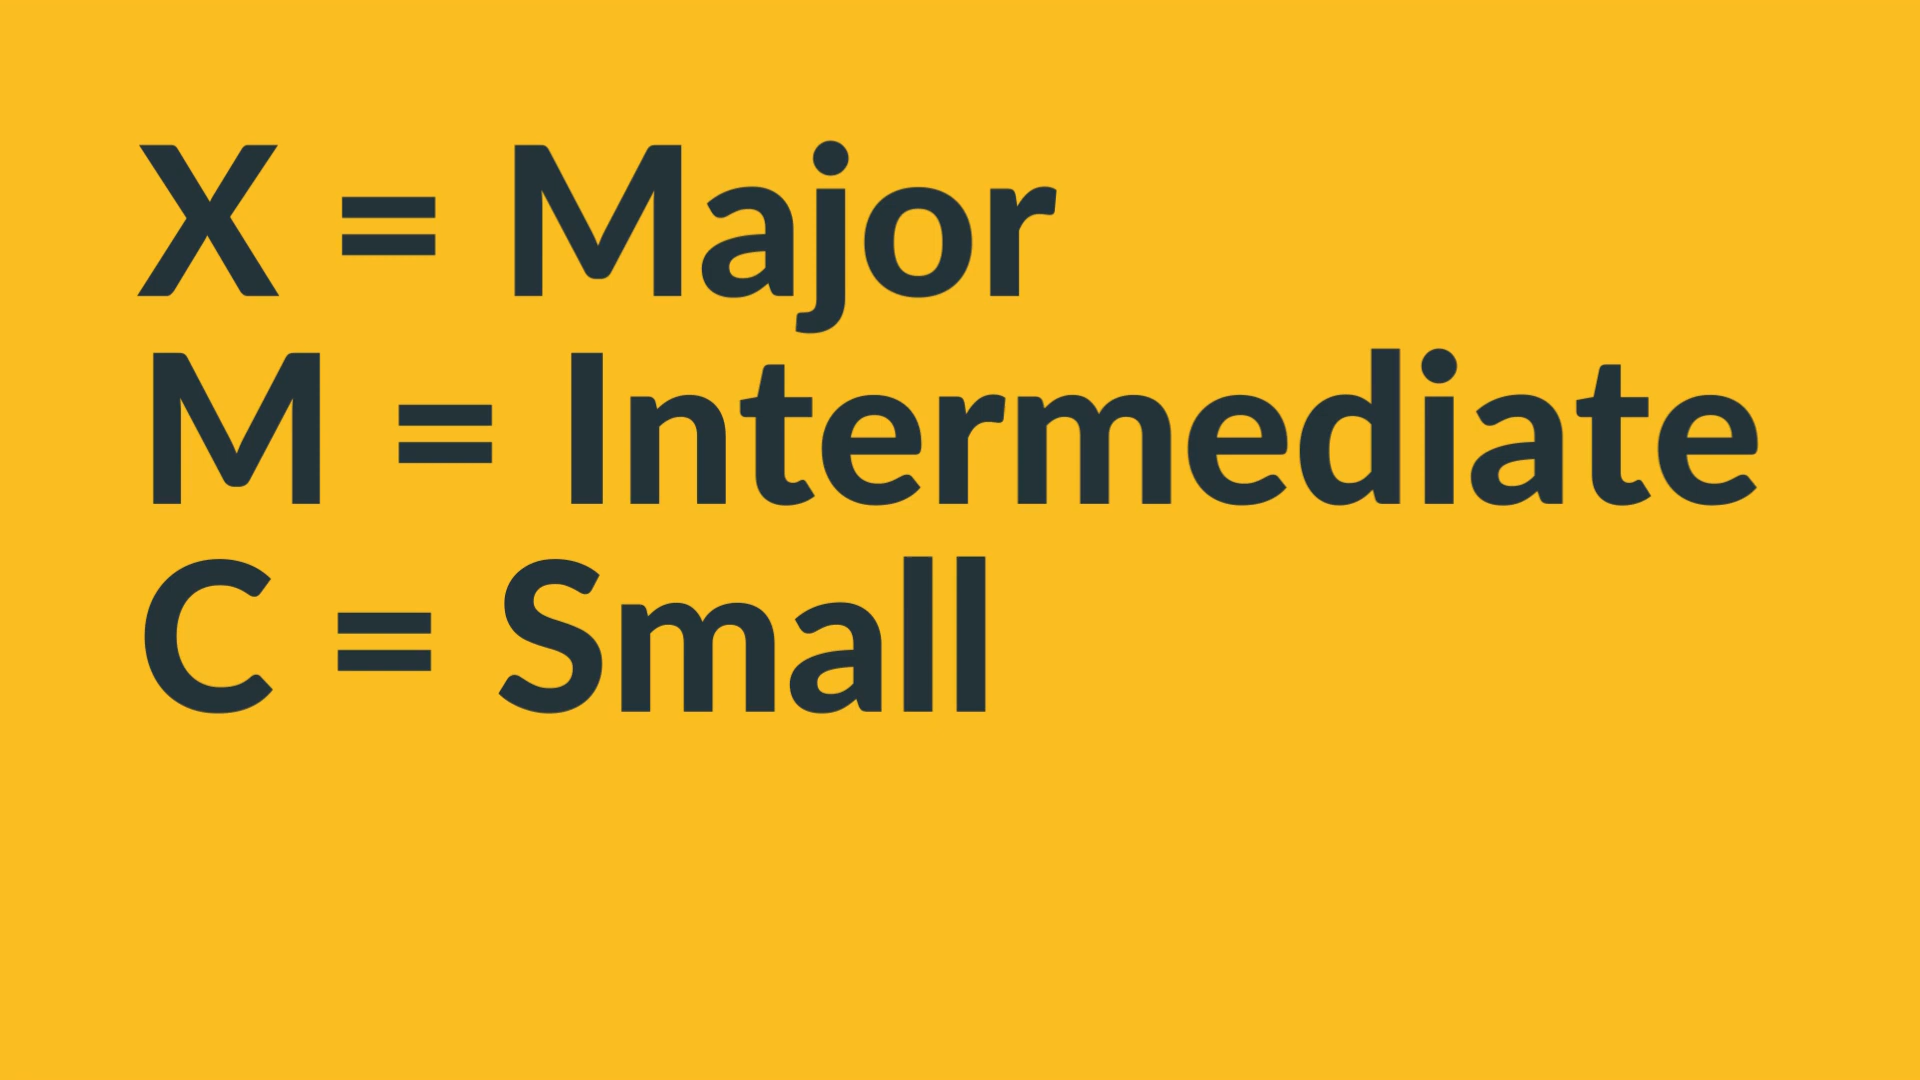 X = Major
M = Intermediate
C = Small